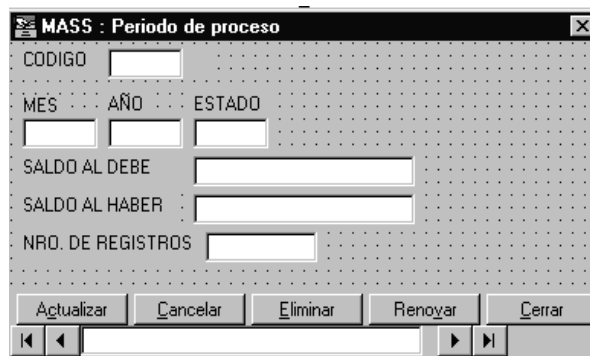 MASS : Periodo de proceso
CODIGO
MES AÑO ESTADO
SALDO AL DEBE
SALDO AL HABER
NRO. DE REGISTROS
Actualizar Cancelar Eliminar Renovar Cerrar